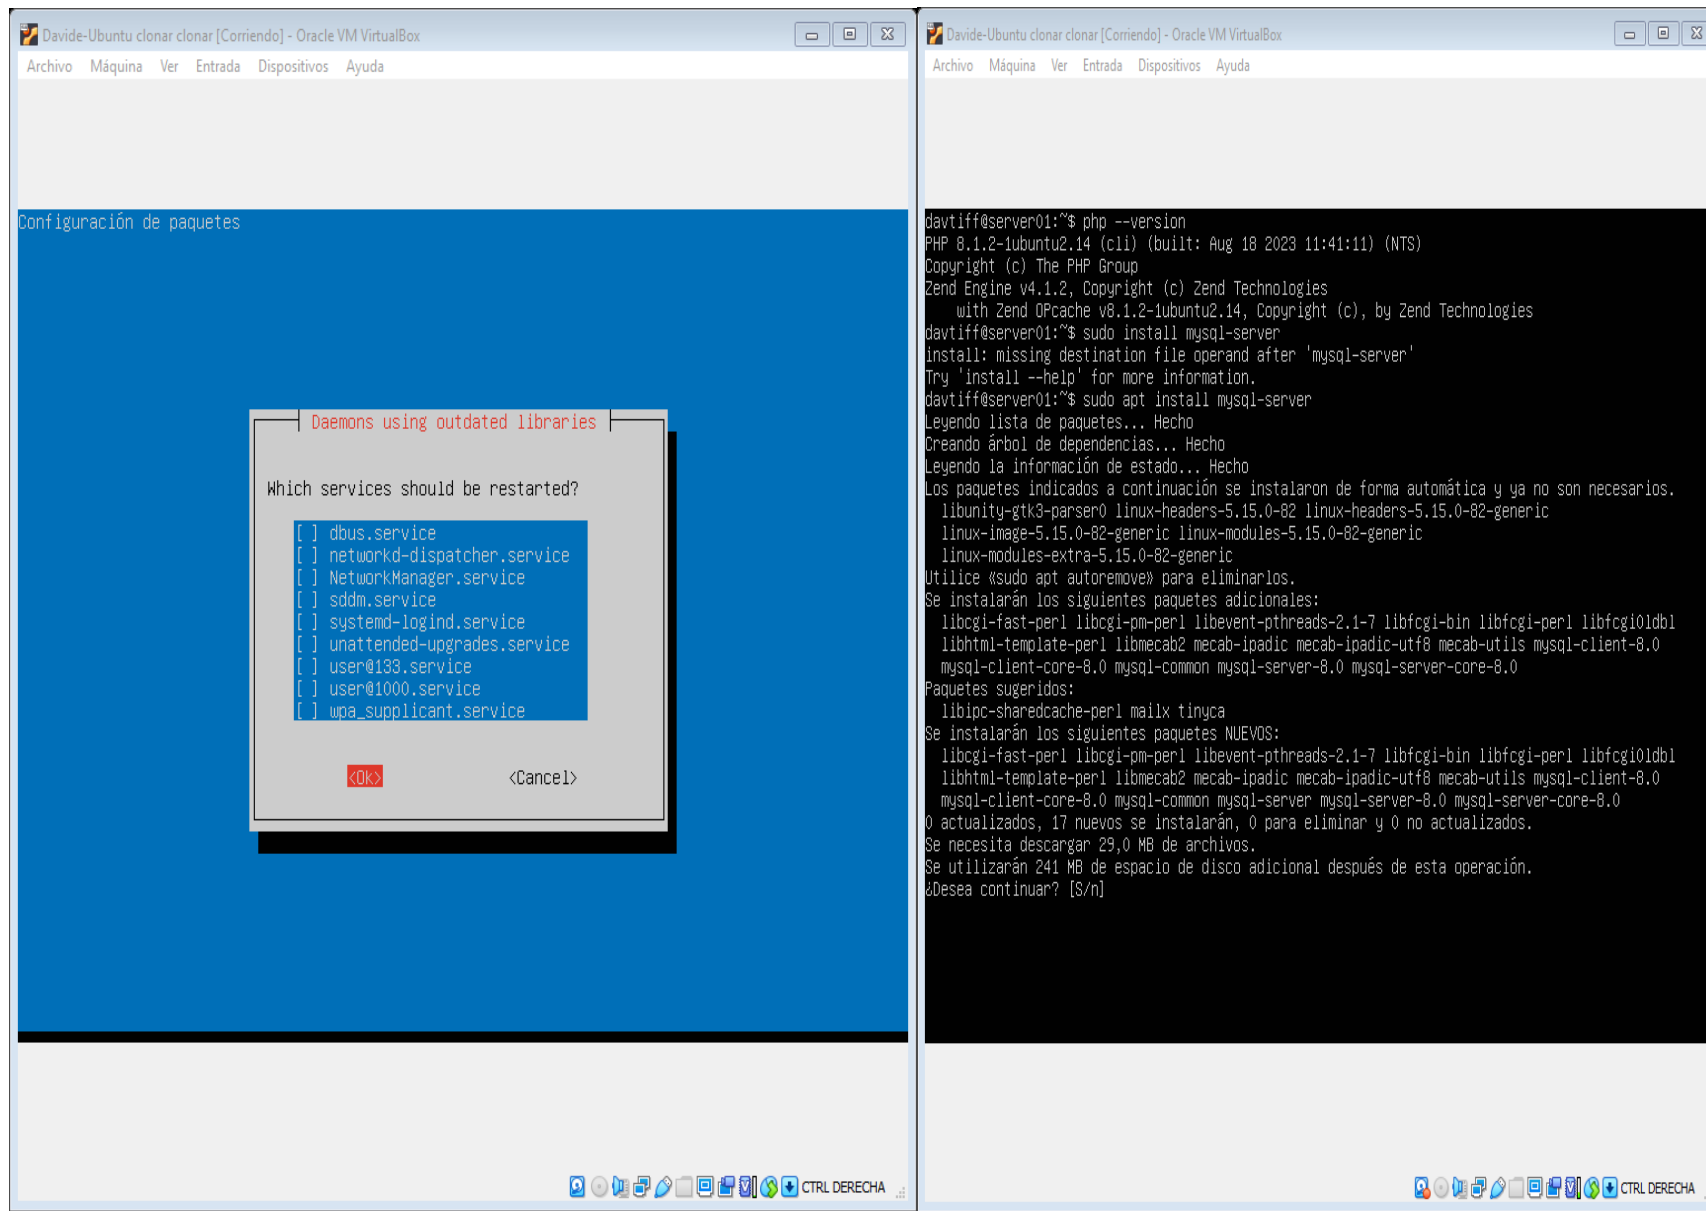 Davide-Ubuntu clonar clonar [Corriendo] - Oracle VM VirtualBox
Archivo Máquina Ver Entrada Dispositivos Ayuda
Configuración de paquetes
Daemons using outdated libraries
Which services should be restarted?
[ ] dbus.service
[ ] networkd-dispatcher.service
[ ] NetworkManager.service
[ ] sddm.service
[ ] systemd-logind.service
[ ] unattended-upgrades.service
[ ] user@133.service
[ ] user@1000.service
[ ] wpa_supplicant.service
<Ok> <Cancel>
CTRL DERECHA
Davide-Ubuntu clonar clonar [Corriendo] - Oracle VM VirtualBox
Archivo Máquina Ver Entrada Dispositivos Ayuda
davtiff@server01:~$ php --version
PHP 8.1.2-1ubuntu2.14 (cli) (built: Aug 18 2023 11:41:11) (NTS)
Copyright (c) The PHP Group
Zend Engine v4.1.2, Copyright (c) Zend Technologies
with Zend OPcache v8.1.2-1ubuntu2.14, Copyright (c), by Zend Technologies
davtiff@server01:~$ sudo install mysql-server
install: missing destination file operand after 'mysql-server'
Try 'install --help' for more information.
davtiff@server01:~$ sudo apt install mysql-server
Leyendo lista de paquetes... Hecho
Creando árbol de dependencias... Hecho
Leyendo la información de estado... Hecho
Los paquetes indicados a continuación se instalaron de forma automática y ya no son necesarios.
libunity-gtk3-parser0 linux-headers-5.15.0-82 linux-headers-5.15.0-82-generic
linux-image-5.15.0-82-generic linux-modules-5.15.0-82-generic
linux-modules-extra-5.15.0-82-generic
Utilice «sudo apt autoremove» para eliminarlos.
Se instalarán los siguientes paquetes adicionales:
libcgi-fast-perl libcgi-pm-perl libevent-pthreads-2.1-7 libfcgi-bin libfcgi-perl libfcgi0ldbl
libhtml-template-perl libmecab2 mecab-ipadic mecab-ipadic-utf8 mecab-utils mysql-client-8.0
mysql-client-core-8.0 mysql-common mysql-server-8.0 mysql-server-core-8.0
Paquetes sugeridos:
libipc-sharedcache-perl mailx tinyca
Se instalarán los siguientes paquetes NUEVOS:
libcgi-fast-perl libcgi-pm-perl libevent-pthreads-2.1-7 libfcgi-bin libfcgi-perl libfcgi0ldbl
libhtml-template-perl libmecab2 mecab-ipadic mecab-ipadic-utf8 mecab-utils mysql-client-8.0
mysql-client-core-8.0 mysql-common mysql-server mysql-server-8.0 mysql-server-core-8.0
0 actualizados, 17 nuevos se instalarán, 0 para eliminar y 0 no actualizados.
Se necesita descargar 29,0 MB de archivos.
Se utilizarán 241 MB de espacio de disco adicional después de esta operación.
¿Desea continuar? [S/n]
CTRL DERECHA